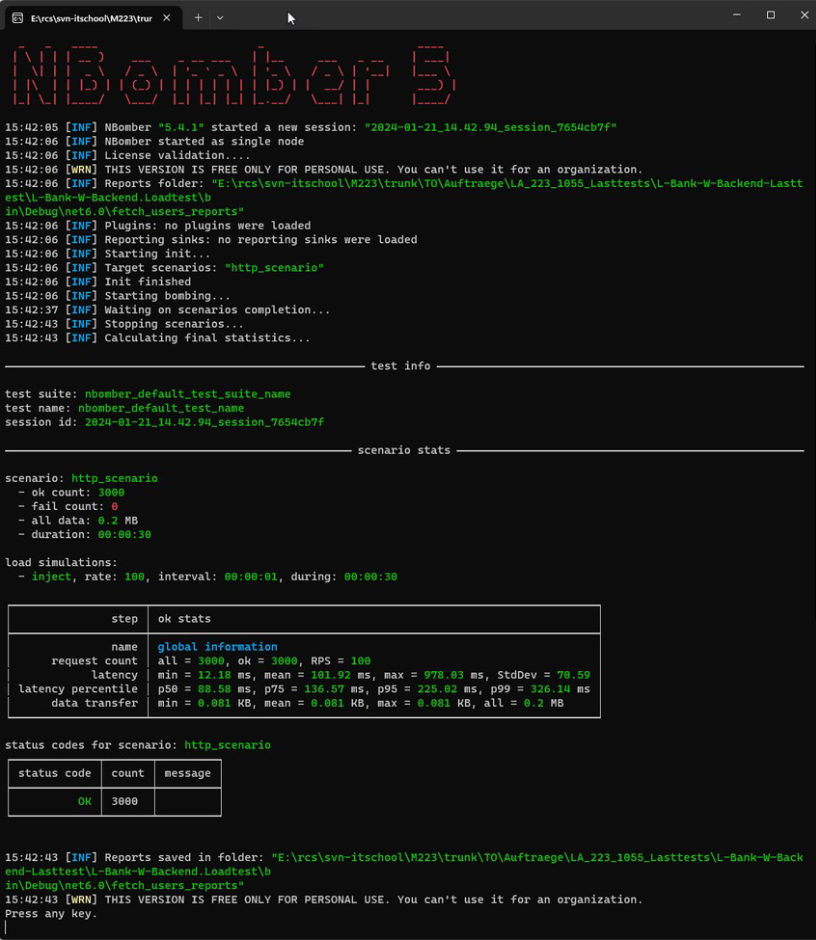 E:\rcs\svn-itschool\M223\trur
NBomber 5
15:42:05 [INF] NBomber "5.4.1" started a new session: "2024-01-21_14.42.94_session_7654cb7f"
15:42:06 [INF] NBomber started as single node
15:42:06 [INF] License validation....
15:42:06 [WRN] THIS VERSION IS FREE ONLY FOR PERSONAL USE. You can't use it for an organization.
15:42:06 [INF] Reports folder: "E:\rcs\svn-itschool\M223\trunk\TO\Auftraege\LA_223_1055_Lasttests\L-Bank-W-Backend-Lastt
test\L-Bank-W-Backend.Loadtest\b
in\Debug\net6.0\fetch_users_reports"
15:42:06 [INF] Plugins: no plugins were loaded
15:42:06 [INF] Reporting sinks: no reporting sinks were loaded
15:42:06 [INF] Starting init...
15:42:06 [INF] Target scenarios: "http_scenario"
15:42:06 [INF] Init finished
15:42:06 [INF] Starting bombing...
15:42:37 [INF] Waiting on scenarios completion...
15:42:43 [INF] Stopping scenarios...
15:42:43 [INF] Calculating final statistics...
test info
test suite: nbomber_default_test_suite_name
test name: nbomber_default_test_name
session id: 2024-01-21_14.42.94_session_7654cb7f
scenario stats
scenario: http_scenario
- ok count: 3000
- fail count: 0
- all data: 0.2 MB
- duration: 00:00:30
load simulations:
- inject, rate: 100, interval: 00:00:01, during: 00:00:30
step ok stats
name global information
request count all = 3000, ok = 3000, RPS = 100
latency min = 12.18 ms, mean = 101.92 ms, max = 978.03 ms, StdDev = 70.59
latency percentile p50 = 88.58 ms, p75 = 136.57 ms, p95 = 225.02 ms, p99 = 326.14 ms
data transfer min = 0.081 KB, mean = 0.081 KB, max = 0.081 KB, all = 0.2 MB
status codes for scenario: http_scenario
status code count message
OK 3000
15:42:43 [INF] Reports saved in folder: "E:\rcs\svn-itschool\M223\trunk\TO\Auftraege\LA_223_1055_Lasttests\L-Bank-W-Back
end-Lasttest\L-Bank-W-Backend.Loadtest\b
in\Debug\net6.0\fetch_users_reports"
15:42:43 [WRN] THIS VERSION IS FREE ONLY FOR PERSONAL USE. You can't use it for an organization.
Press any key.